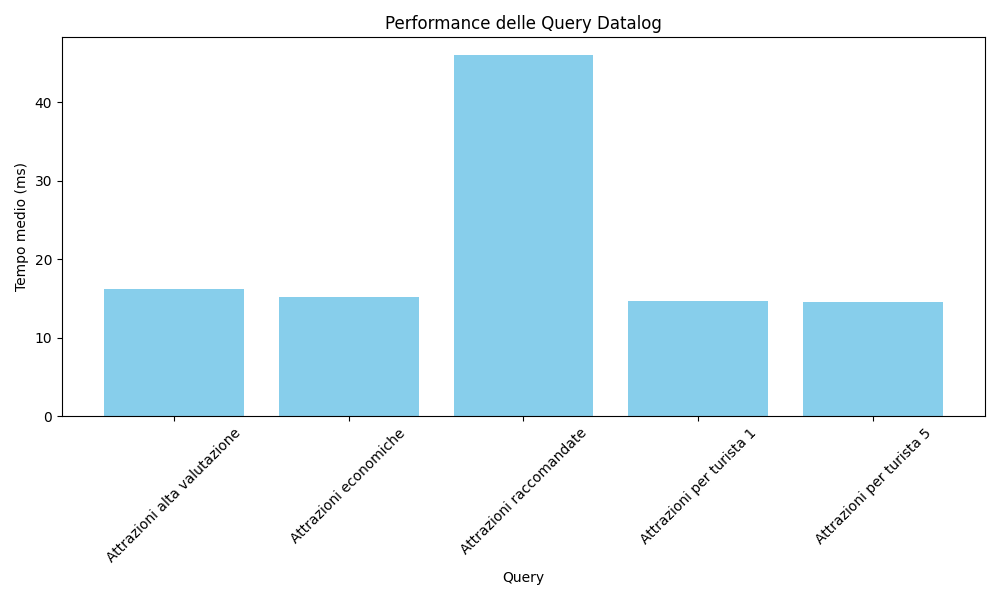 Performance delle Query Datalog
Tempo medio (ms)
40
30
20
10
0
Attrazioni alta valutazione
Attrazioni economiche
Attrazioni raccomandate
Attrazioni per turista 1
Attrazioni per turista 5
Query